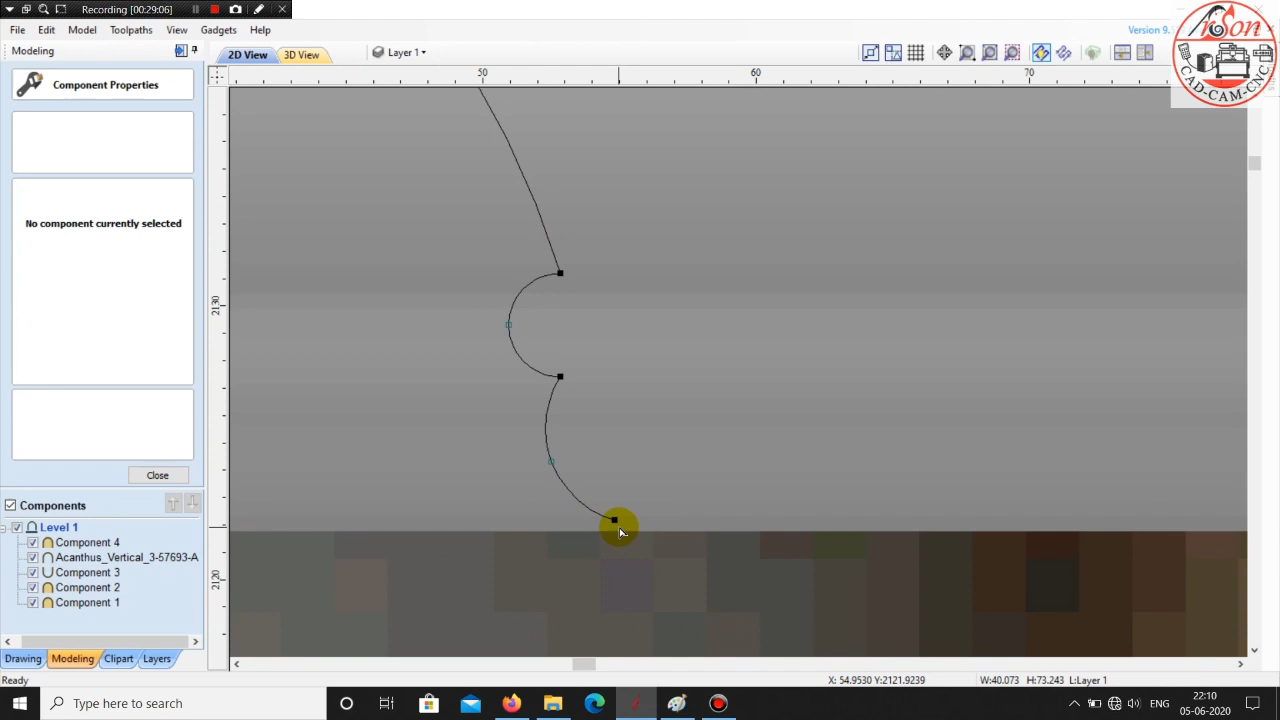 Recording [00:29:06]
File Edit Model Toolpaths View Gadgets Help
Version 9.
Modeling
2D View 3D View Layer 1
50 60 70
Component Properties
No component currently selected
2130
2120
Close
Components
Level 1
Component 4
Acanthus_Vertical_3-57693-A
Component 3
Component 2
Component 1
Drawing Modeling Clipart Layers
Ready
X: 54.9530 Y:2121.9239
W:40.073 H:73.243 L:Layer 1
Type here to search
ENG
22:10
05-06-2020
CAD-CAM-CNC